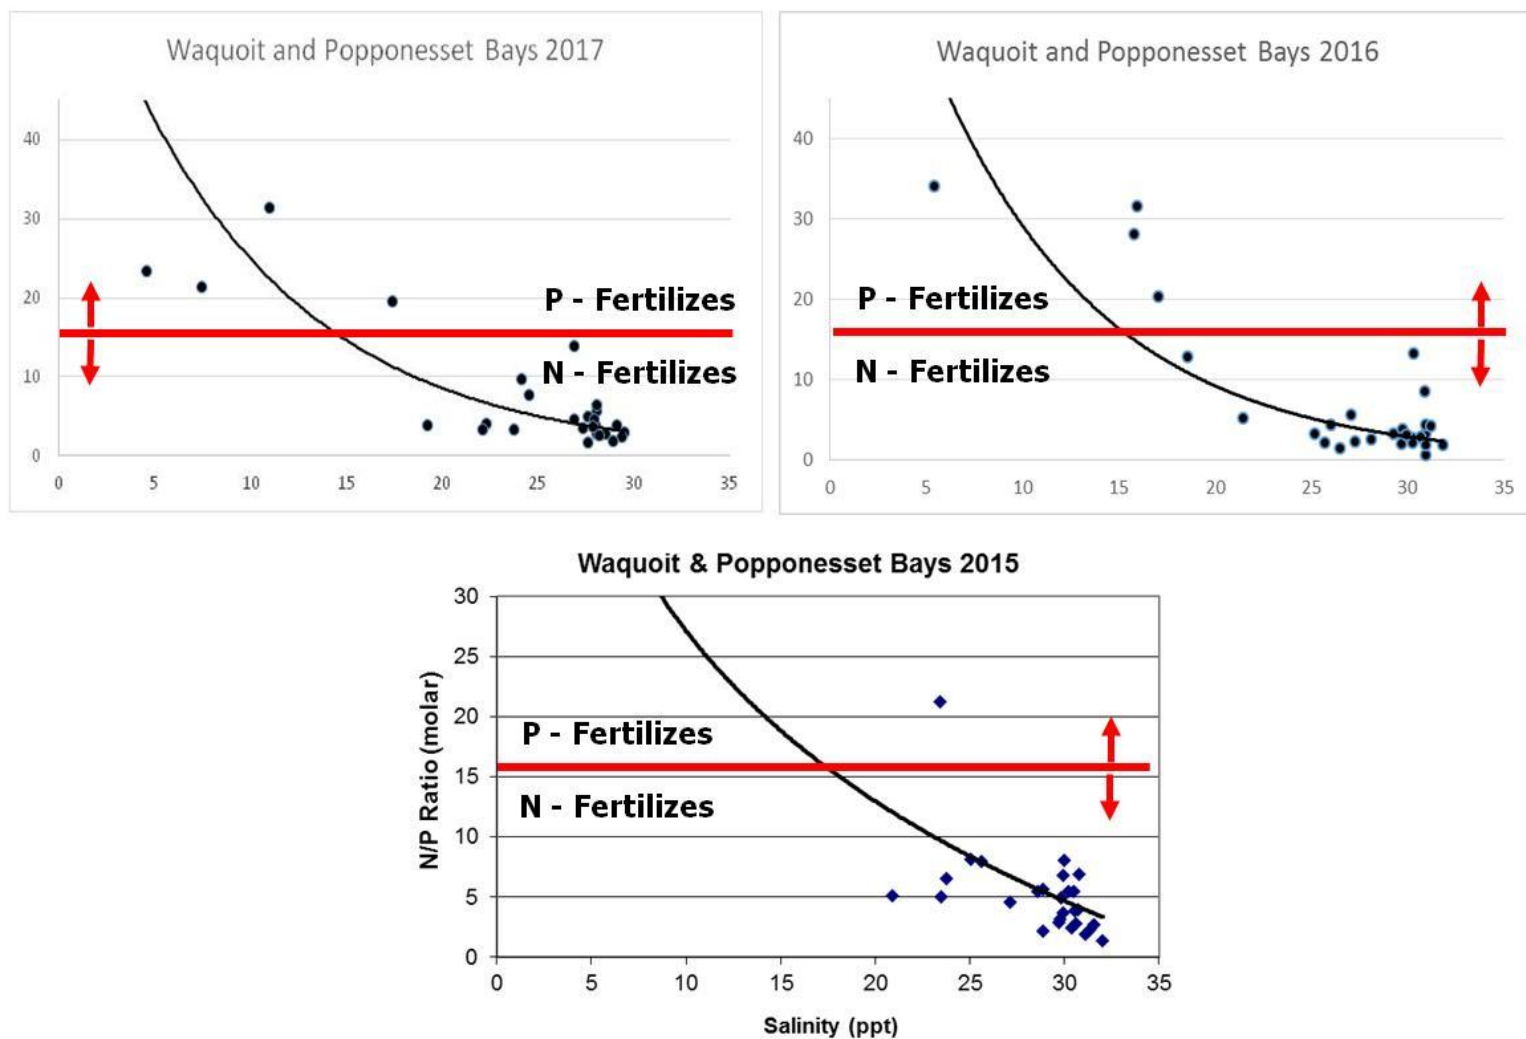 Waquoit and Popponesset Bays 2017
40
30
P - Fertilizes
20
N - Fertilizes
10
0
0 5 10 15 20 25 30 35
Waquoit and Popponesset Bays 2016
40
30
P - Fertilizes
20
N - Fertilizes
10
0
0 5 10 15 20 25 30 35
Waquoit & Popponesset Bays 2015
N/P Ratio (molar)
30
25
20
P - Fertilizes
15
N - Fertilizes
10
5
0
0 5 10 15 20 25 30 35
Salinity (ppt)